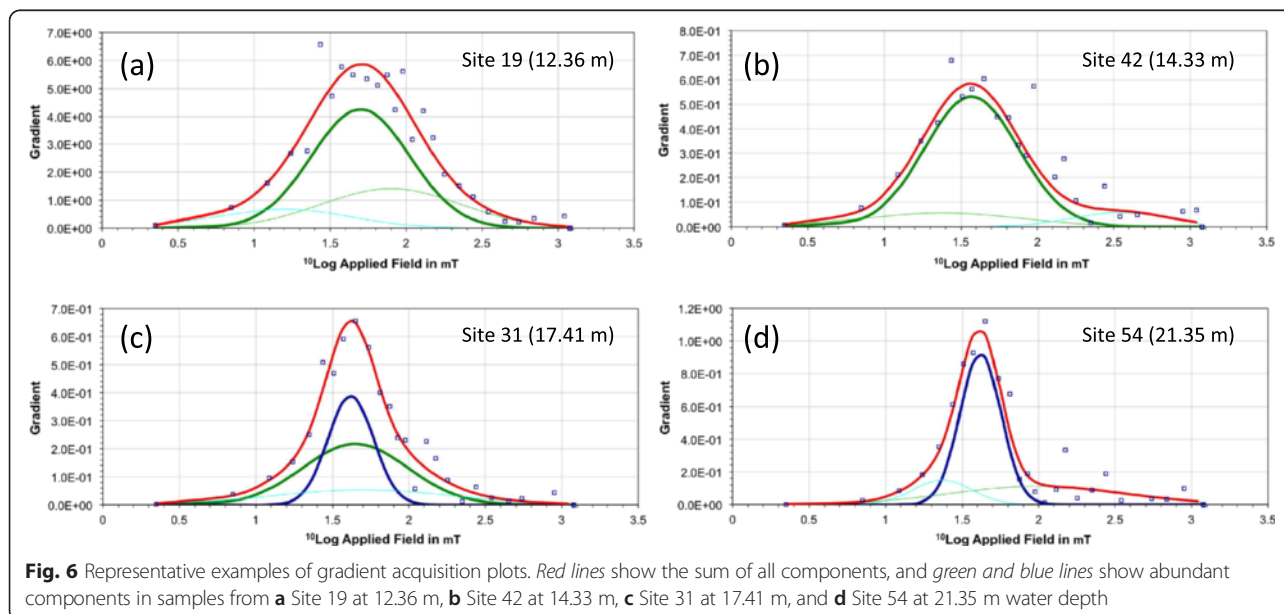 (a)
Site 19 (12.36 m)
7.0E+00
6.0E+00
5.0E+00
4.0E+00
3.0E+00
2.0E+00
1.0E+00
0.0E+00
Gradient
0 0.5 1 1.5 2 2.5 3 3.5
10Log Applied Field in mT
(b)
Site 42 (14.33 m)
8.0E-01
7.0E-01
6.0E-01
5.0E-01
4.0E-01
3.0E-01
2.0E-01
1.0E-01
0.0E+00
Gradient
0 0.5 1 1.5 2 2.5 3 3.5
10Log Applied Field in mT
(c)
Site 31 (17.41 m)
7.0E-01
6.0E-01
5.0E-01
4.0E-01
3.0E-01
2.0E-01
1.0E-01
0.0E+00
Gradient
0 0.5 1 1.5 2 2.5 3 3.5
10Log Applied Field in mT
(d)
Site 54 (21.35 m)
1.2E+00
1.0E+00
8.0E-01
6.0E-01
4.0E-01
2.0E-01
0.0E+00
Gradient
0 0.5 1 1.5 2 2.5 3 3.5
10Log Applied Field in mT
Fig. 6 Representative examples of gradient acquisition plots. Red lines show the sum of all components, and green and blue lines show abundant
components in samples from a Site 19 at 12.36 m, b Site 42 at 14.33 m, c Site 31 at 17.41 m, and d Site 54 at 21.35 m water depth